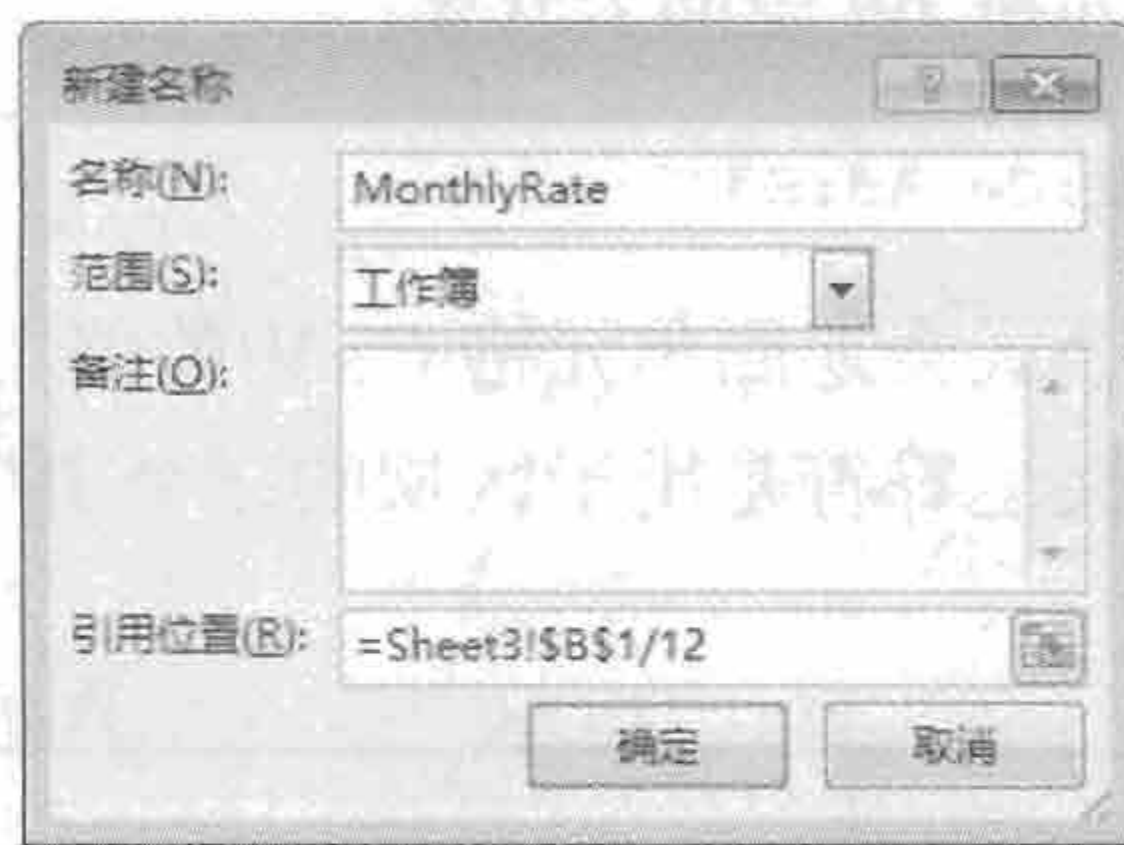 新建名称
名称(N): MonthlyRate
范围(S): 工作簿
备注(O):
引用位置(R): =Sheet3!$B$1/12
确定 取消